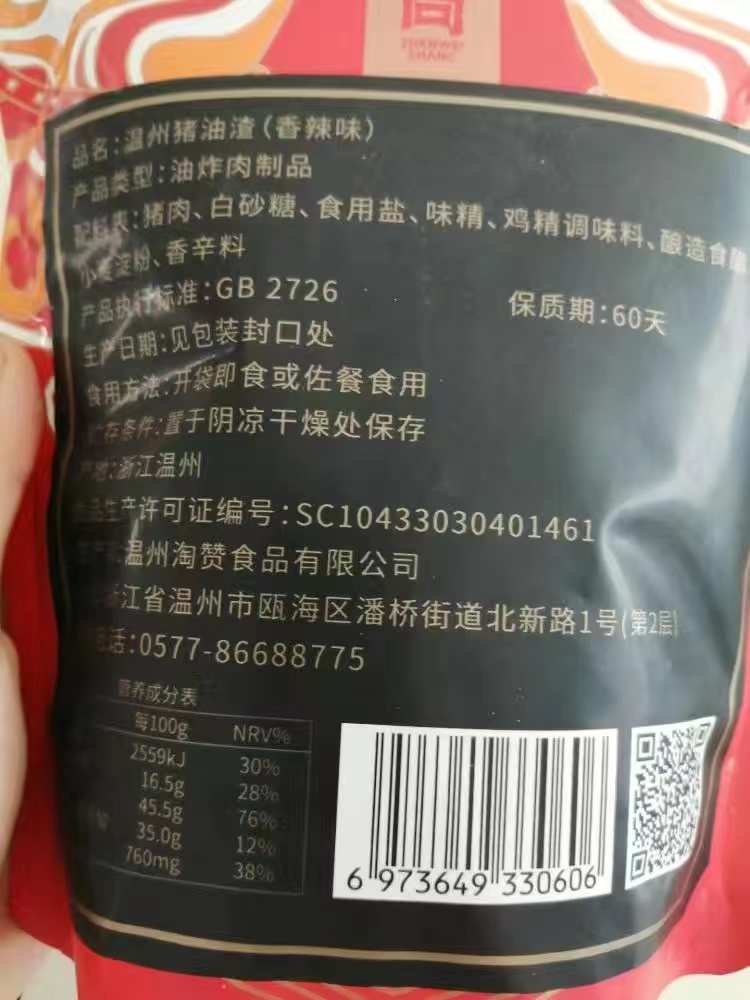 ZHENWEI
SHANG
品名:温州猪油渣(香辣味)
产品类型:油炸肉制品
配料表:猪肉、白砂糖、食用盐、味精、鸡精调味料、酿造食醋
小麦淀粉、香辛料
产品执行标准:GB 2726 保质期:60天
生产日期:见包装封口处
食用方法:开袋即食或佐餐食用
贮存条件:置于阴凉干燥处保存
产地:浙江温州
品生产许可证编号:SC10433030401461
温州淘赞食品有限公司
江省温州市瓯海区潘桥街道北新路1号(第2层)
电话:0577-86688775
营养成分表
每100g NRV%
2559kJ 30%
16.5g 28%
45.5g 76%
35.0g 12%
760mg 38%
6 973649 330606